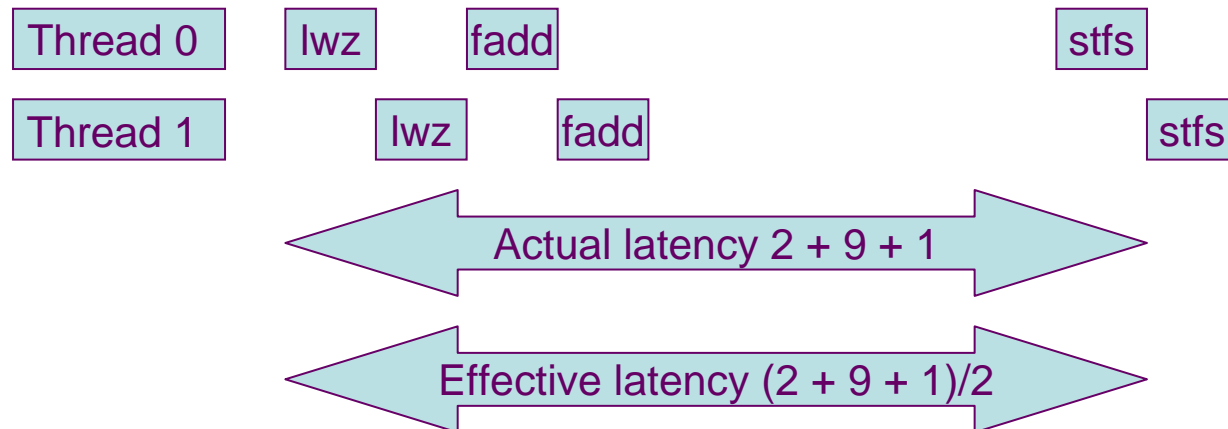 Thread 0 lwz fadd stfs
Thread 1 lwz fadd stfs
Actual latency 2 + 9 + 1
Effective latency (2 + 9 + 1)/2